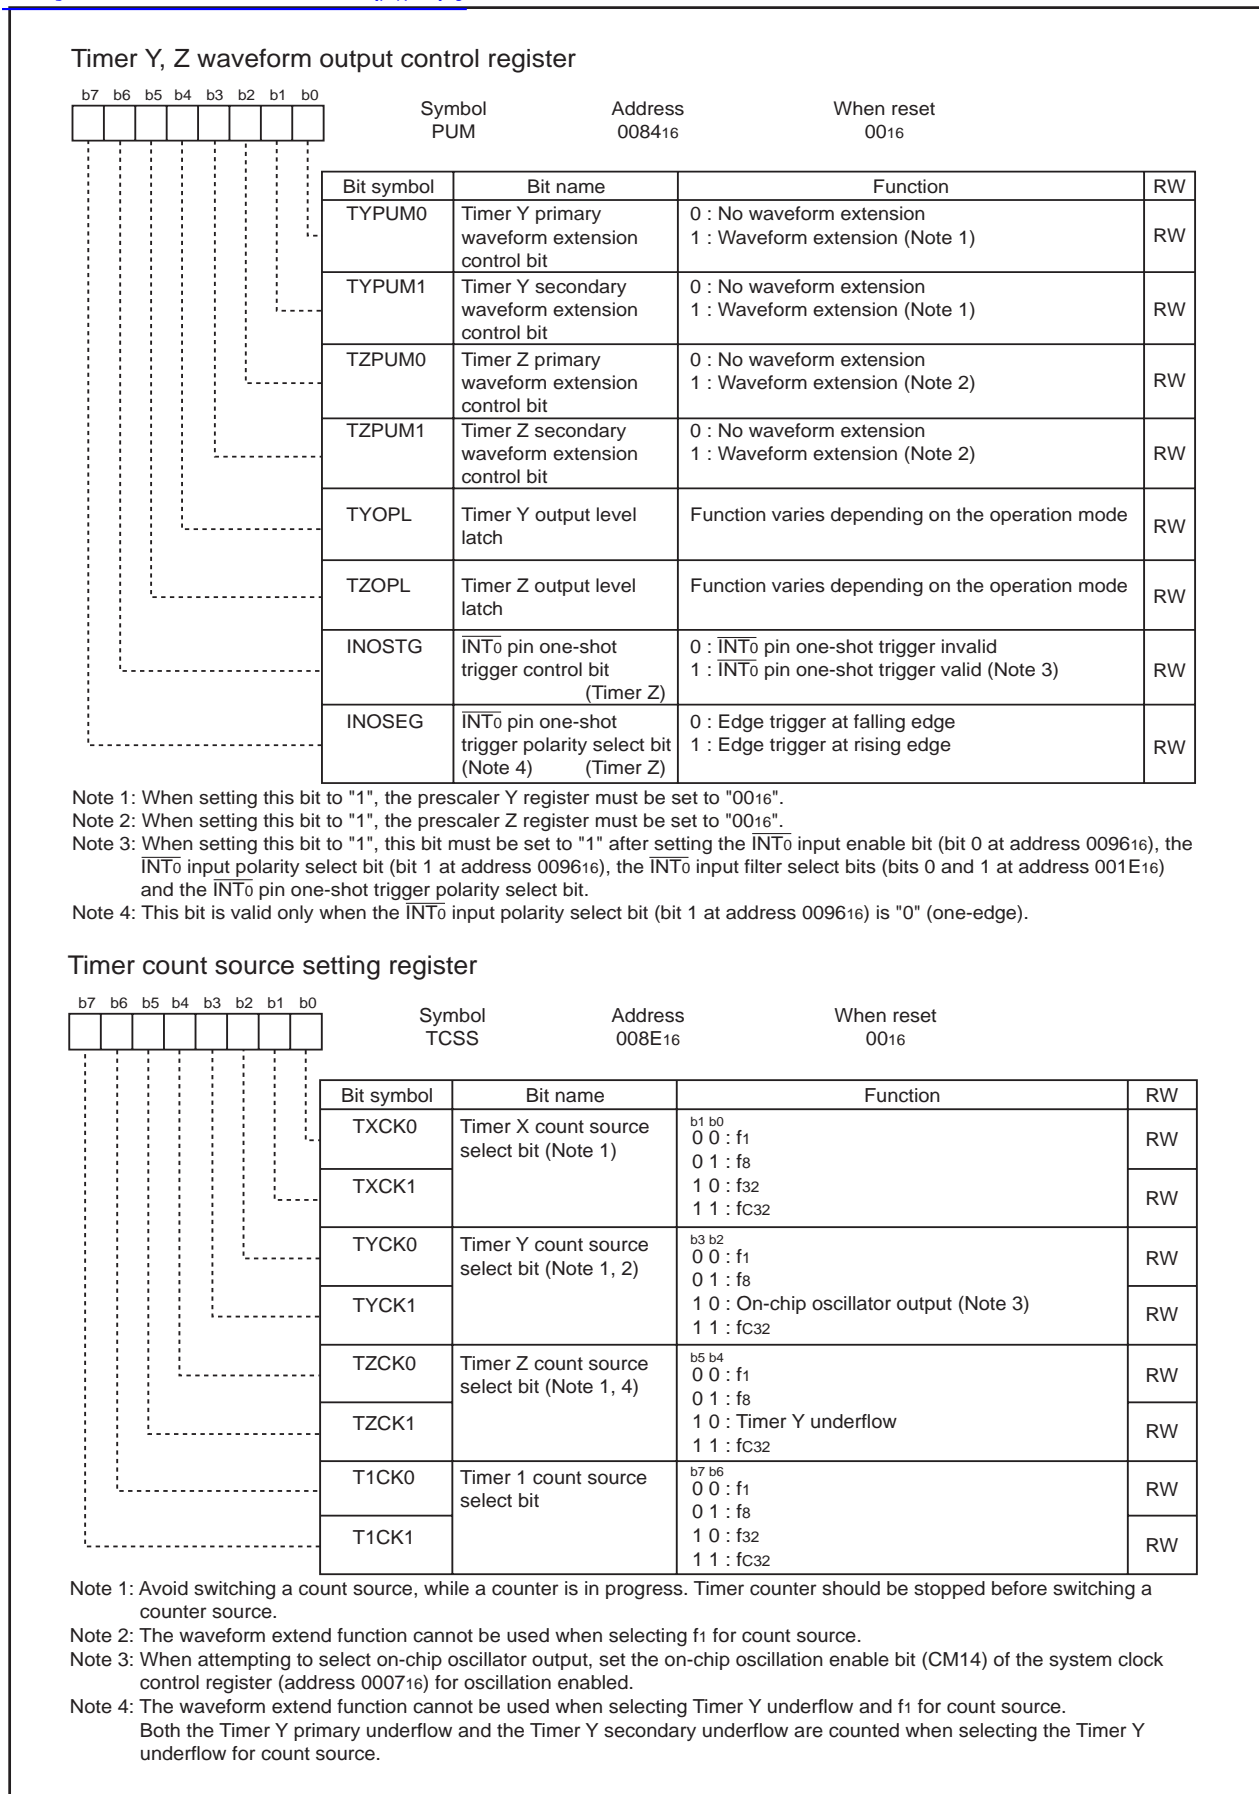 Timer Y, Z waveform output control register
b7 b6 b5 b4 b3 b2 b1 b0
Symbol Address When reset
PUM 008416 0016
Bit symbol Bit name Function RW
TYPUM0 Timer Y primary waveform extension control bit 0 : No waveform extension
1 : Waveform extension (Note 1) RW
TYPUM1 Timer Y secondary waveform extension control bit 0 : No waveform extension
1 : Waveform extension (Note 1) RW
TZPUM0 Timer Z primary waveform extension control bit 0 : No waveform extension
1 : Waveform extension (Note 2) RW
TZPUM1 Timer Z secondary waveform extension control bit 0 : No waveform extension
1 : Waveform extension (Note 2) RW
TYOPL Timer Y output level latch Function varies depending on the operation mode RW
TZOPL Timer Z output level latch Function varies depending on the operation mode RW
INOSTG INT0 pin one-shot trigger control bit (Timer Z) 0 : INT0 pin one-shot trigger invalid
1 : INT0 pin one-shot trigger valid (Note 3) RW
INOSEG INT0 pin one-shot trigger polarity select bit (Note 4) (Timer Z) 0 : Edge trigger at falling edge
1 : Edge trigger at rising edge RW
Note 1: When setting this bit to "1", the prescaler Y register must be set to "0016".
Note 2: When setting this bit to "1", the prescaler Z register must be set to "0016".
Note 3: When setting this bit to "1", this bit must be set to "1" after setting the INT0 input enable bit (bit 0 at address 009616), the
INT0 input polarity select bit (bit 1 at address 009616), the INT0 input filter select bits (bits 0 and 1 at address 001E16)
and the INT0 pin one-shot trigger polarity select bit.
Note 4: This bit is valid only when the INT0 input polarity select bit (bit 1 at address 009616) is "0" (one-edge).
Timer count source setting register
b7 b6 b5 b4 b3 b2 b1 b0
Symbol Address When reset
TCSS 008E16 0016
Bit symbol Bit name Function RW
TXCK0 Timer X count source select bit (Note 1) b1 b0
0 0 : f1
0 1 : f8 RW
TXCK1 1 0 : f32
1 1 : fC32 RW
TYCK0 Timer Y count source select bit (Note 1, 2) b3 b2
0 0 : f1
0 1 : f8 RW
TYCK1 1 0 : On-chip oscillator output (Note 3)
1 1 : fC32 RW
TZCK0 Timer Z count source select bit (Note 1, 4) b5 b4
0 0 : f1
0 1 : f8 RW
TZCK1 1 0 : Timer Y underflow
1 1 : fC32 RW
T1CK0 Timer 1 count source select bit b7 b6
0 0 : f1
0 1 : f8 RW
T1CK1 1 0 : f32
1 1 : fC32 RW
Note 1: Avoid switching a count source, while a counter is in progress. Timer counter should be stopped before switching a
counter source.
Note 2: The waveform extend function cannot be used when selecting f1 for count source.
Note 3: When attempting to select on-chip oscillator output, set the on-chip oscillation enable bit (CM14) of the system clock
control register (address 000716) for oscillation enabled.
Note 4: The waveform extend function cannot be used when selecting Timer Y underflow and f1 for count source.
Both the Timer Y primary underflow and the Timer Y secondary underflow are counted when selecting the Timer Y
underflow for count source.